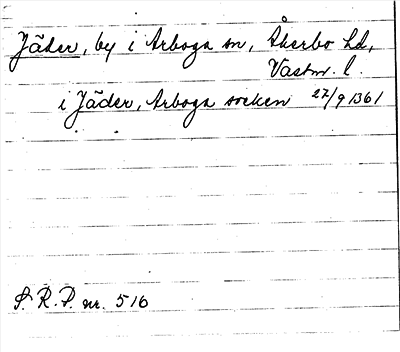 Jäder, by i Arboga sn, Åkerbo hd,
Västm. l.
i Jäder, Arboga socken 27/9 1361
S. R. P. nr. 516